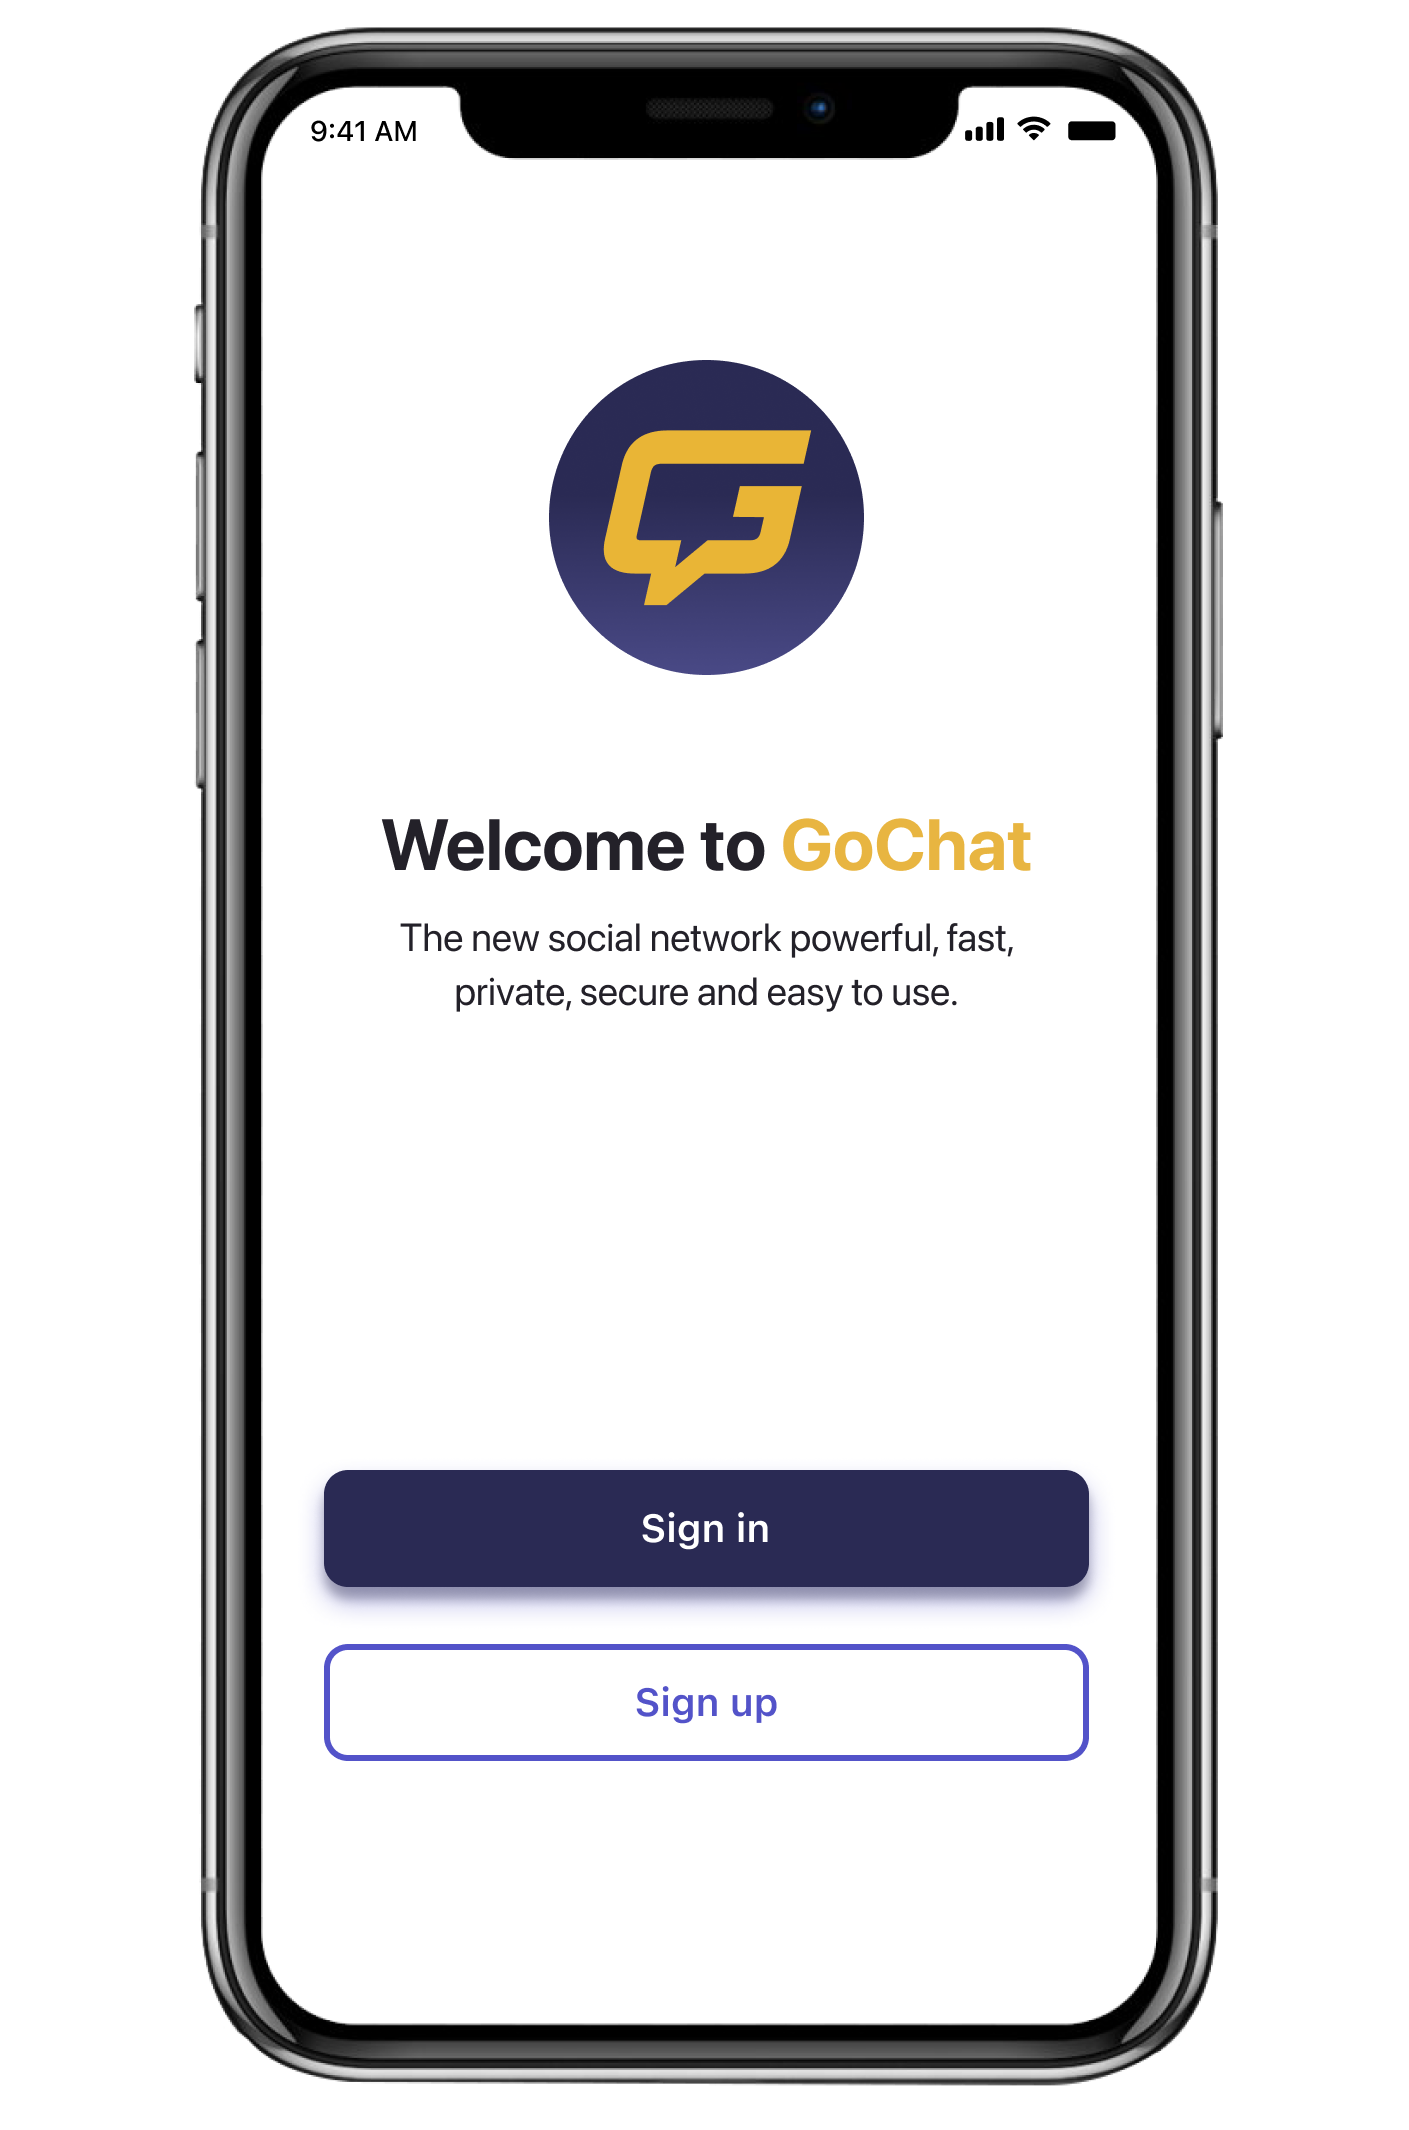 9:41 AM
Welcome to GoChat
The new social network powerful, fast,
private, secure and easy to use.
Sign in
Sign up